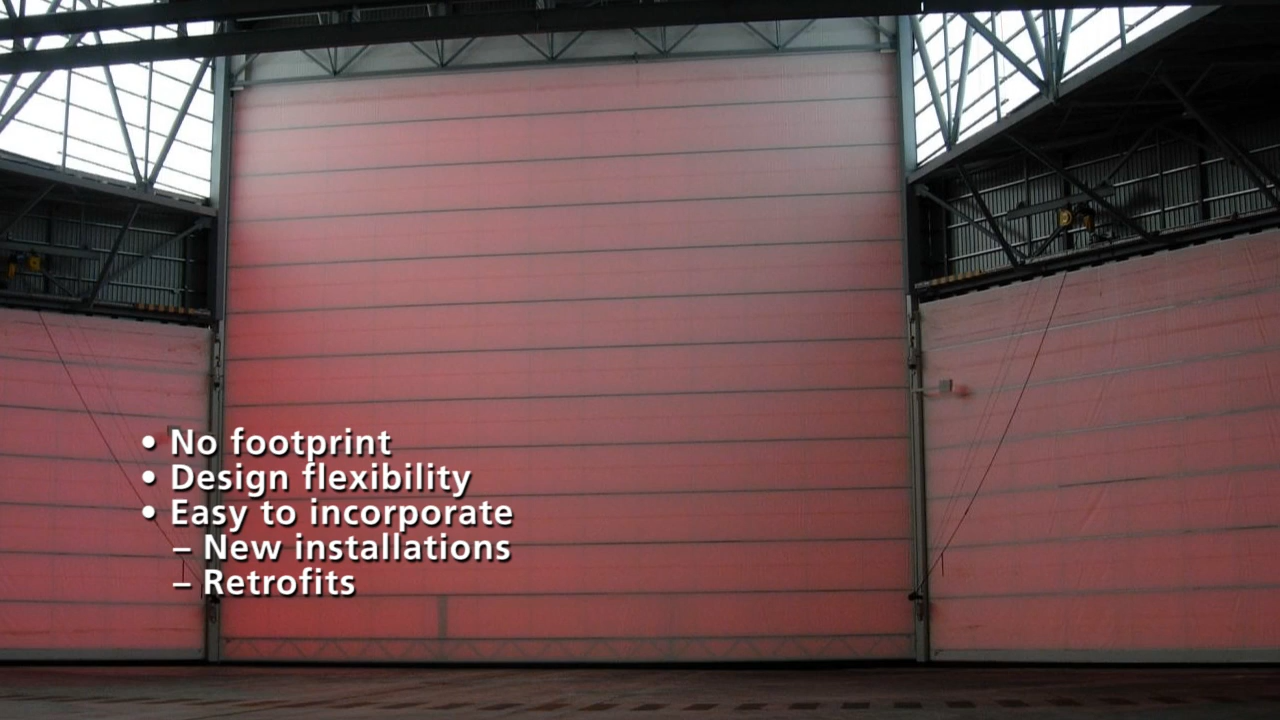 • No footprint
• Design flexibility
• Easy to incorporate
– New installations
– Retrofits